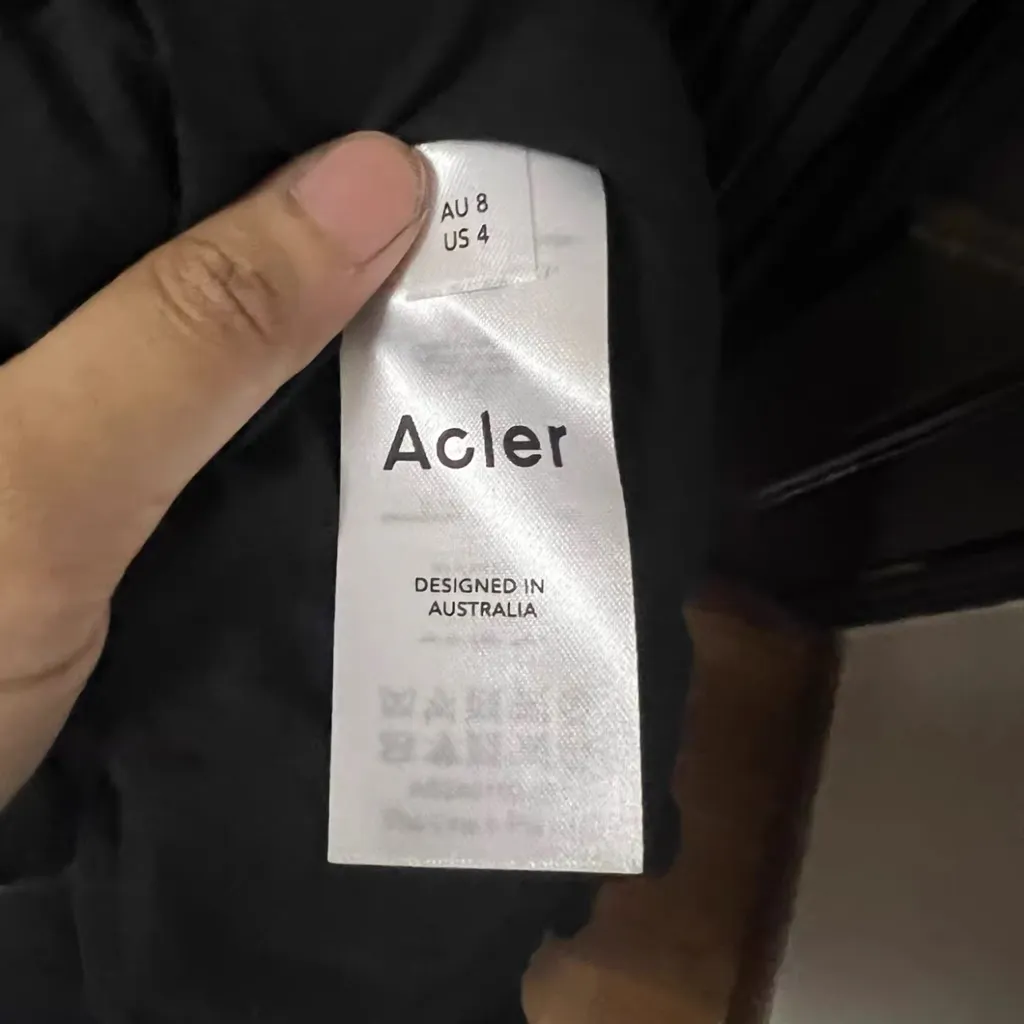 AU 8
US 4
Acler
DESIGNED IN
AUSTRALIA